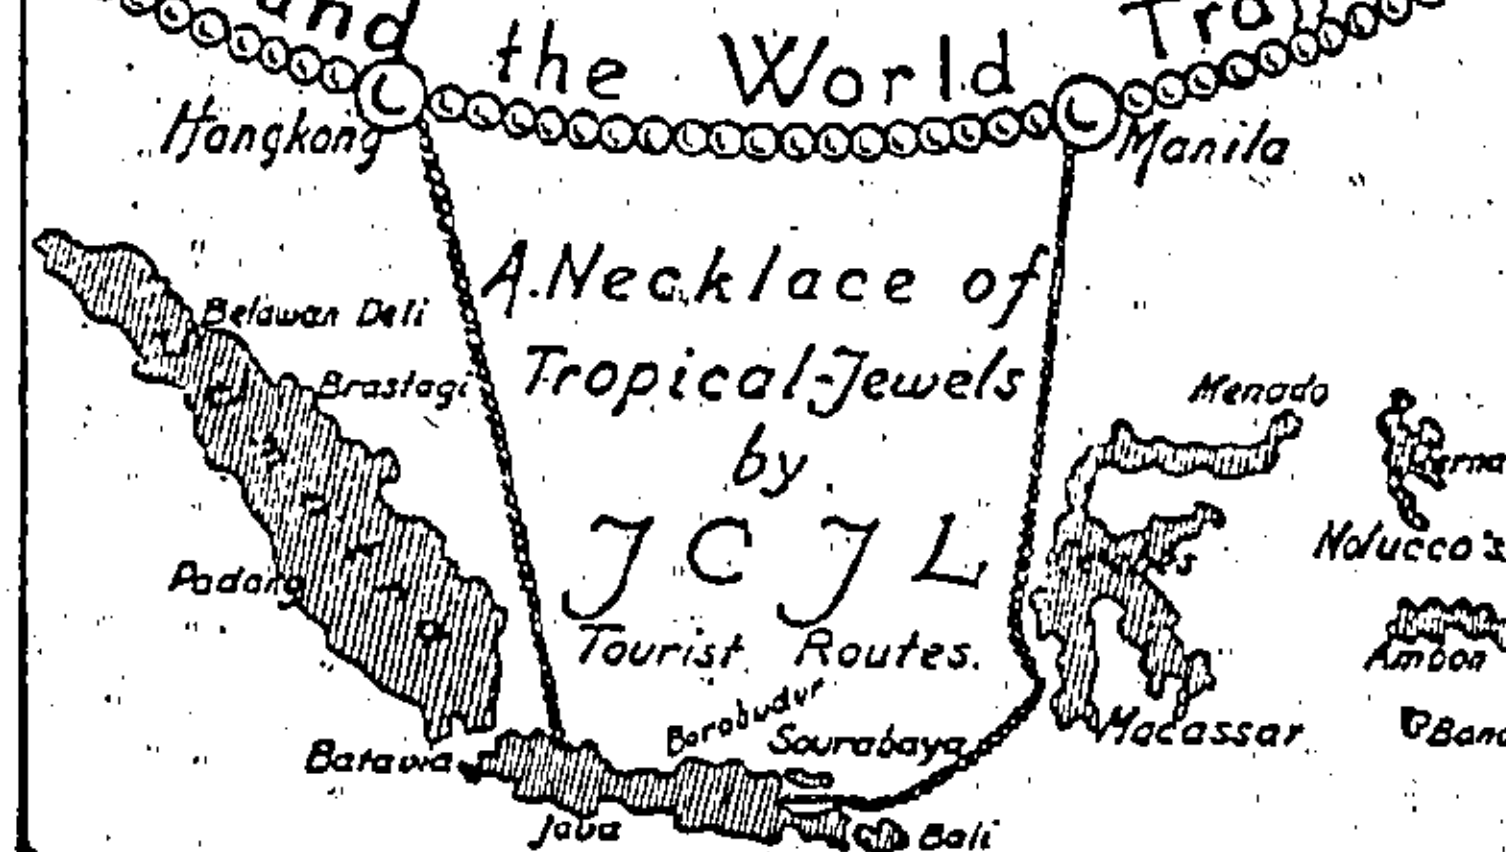 the World
Hangkong
Manila
A.Necklace of
Tropical-Jewels
by
JCJL
Tourist Routes.
Belawan Deli
Brastagi
Padang
Menado
Macassar
Ambon
Borobudur
Sourabaya
Batavia
Java
Bali